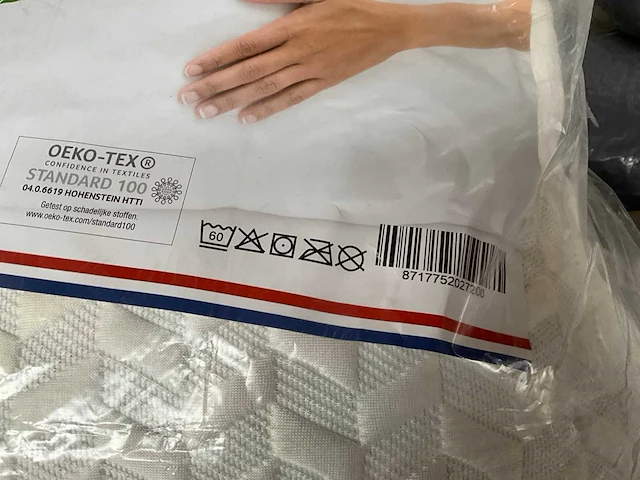 OEKO-TEX®
CONFIDENCE IN TEXTILES
STANDARD 100
04.0.6619 HOHENSTEIN HTTI
Getest op schadelijke stoffen.
www.oeko-tex.com/standard100
60
8717752027200